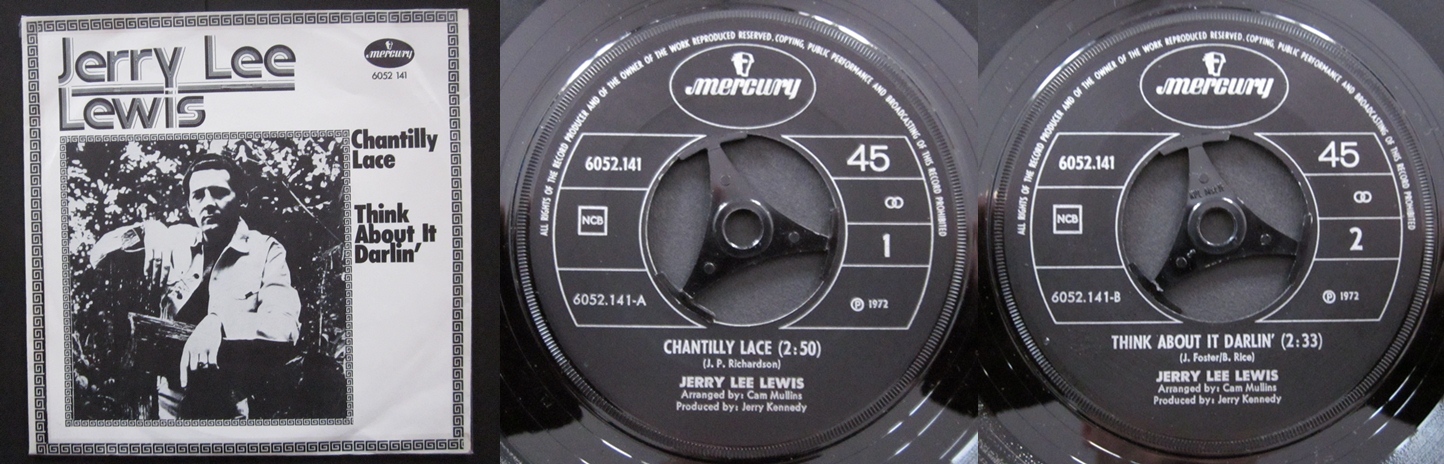 Jerry Lee
Lewis
mercury
6052 141
Chantilly
Lace
Think
About It
Darlin'
ALL RIGHTS OF THE RECORD PRODUCER AND OF THE OWNER OF THE WORK REPRODUCED RESERVED. COPYING, PUBLIC PERFORMANCE AND BROADCASTING OF THIS RECORD PROHIBITED
mercury
6052.141
45
NCB
1
6052.141-A
Ⓟ 1972
CHANTILLY LACE (2:50)
(J. P. Richardson)
JERRY LEE LEWIS
Arranged by: Cam Mullins
Produced by: Jerry Kennedy
ALL RIGHTS OF THE RECORD PRODUCER AND OF THE OWNER OF THE WORK REPRODUCED RESERVED. COPYING, PUBLIC PERFORMANCE AND BROADCASTING OF THIS RECORD PROHIBITED
mercury
6052.141
45
NCB
2
6052.141-B
Ⓟ 1972
THINK ABOUT IT DARLIN' (2:33)
(J. Foster/B. Rice)
JERRY LEE LEWIS
Arranged by: Cam Mullins
Produced by: Jerry Kennedy